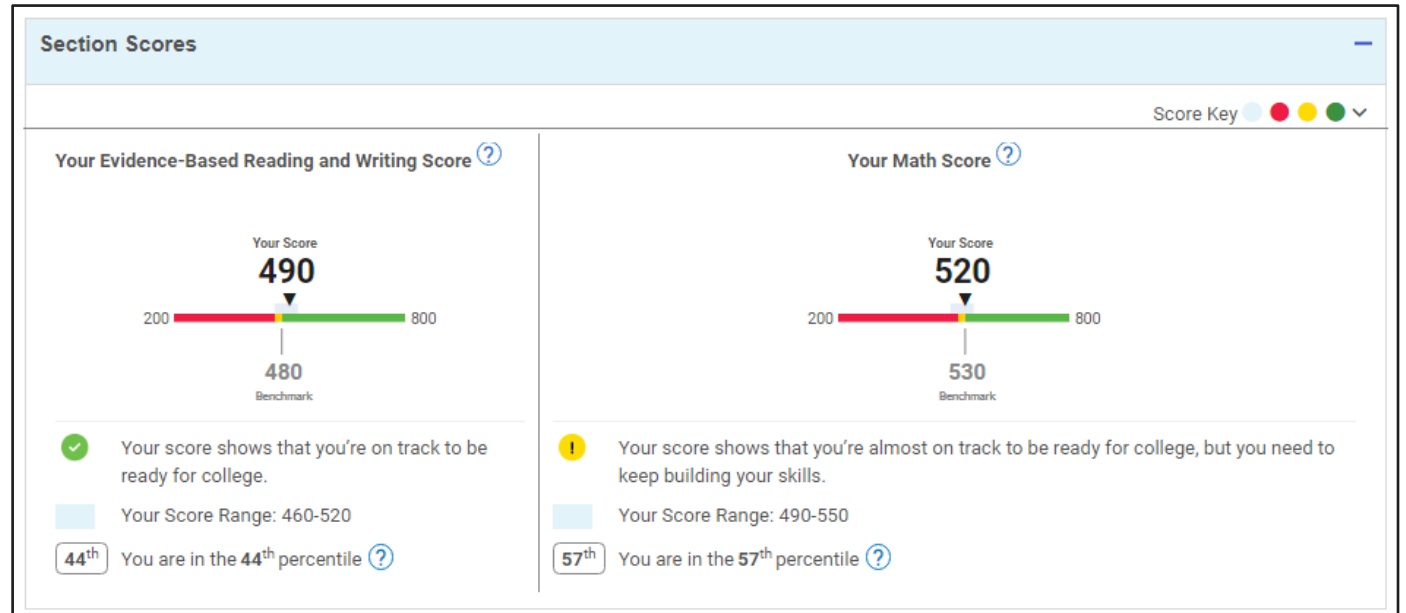 Section Scores
Score Key
Your Evidence-Based Reading and Writing Score ?
Your Score
490
200 800
480
Benchmark
Your score shows that you're on track to be
ready for college.
Your Score Range: 460-520
44th You are in the 44th percentile ?
Your Math Score ?
Your Score
520
200 800
530
Benchmark
! Your score shows that you're almost on track to be ready for college, but you need to
keep building your skills.
Your Score Range: 490-550
57th You are in the 57th percentile ?